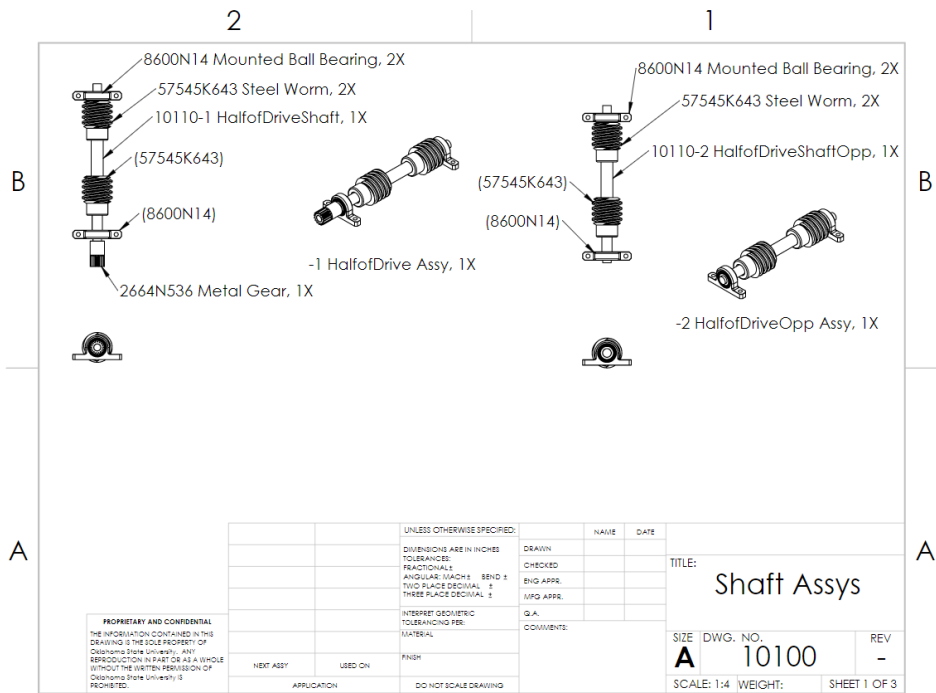 2
1
B
B
8600N14 Mounted Ball Bearing, 2X
57545K643 Steel Worm, 2X
10110-1 HalfofDriveShaft, 1X
(57545K643)
(8600N14)
2664N536 Metal Gear, 1X
-1 HalfofDrive Assy, 1X
8600N14 Mounted Ball Bearing, 2X
57545K643 Steel Worm, 2X
10110-2 HalfofDriveShaftOpp, 1X
(57545K643)
(8600N14)
-2 HalfofDriveOpp Assy, 1X
A
A
PROPRIETARY AND CONFIDENTIAL
THE INFORMATION CONTAINED IN THIS
DRAWING IS THE SOLE PROPERTY OF
Oklahoma State University. ANY
REPRODUCTION IN PART OR AS A WHOLE
WITHOUT THE WRITTEN PERMISSION OF
Oklahoma State University IS
PROHIBITED.
NEXT ASSY
USED ON
APPLICATION
UNLESS OTHERWISE SPECIFIED:
DIMENSIONS ARE IN INCHES
TOLERANCES:
FRACTIONAL±
ANGULAR: MACH± BEND ±
TWO PLACE DECIMAL ±
THREE PLACE DECIMAL ±
INTERPRET GEOMETRIC
TOLERANCING PER:
MATERIAL
FINISH
DO NOT SCALE DRAWING
NAME
DATE
DRAWN
CHECKED
ENG APPR.
MFG APPR.
Q.A.
COMMENTS:
TITLE:
Shaft Assys
SIZE
A
DWG. NO.
10100
REV
-
SCALE: 1:4
WEIGHT:
SHEET 1 OF 3